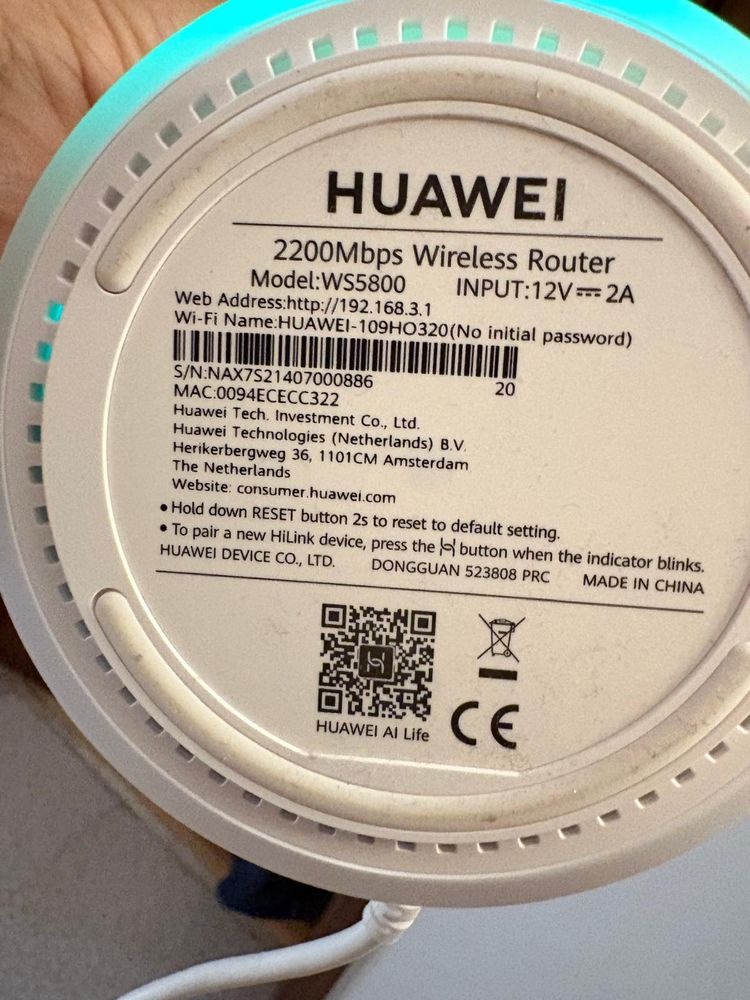 HUAWEI
2200Mbps Wireless Router
Model:WS5800 INPUT:12V⎓2A
Web Address:http://192.168.3.1
Wi-Fi Name:HUAWEI-109HO320(No initial password)
S/N:NAX7S21407000886 20
MAC:0094ECECC322
Huawei Tech. Investment Co., Ltd.
Huawei Technologies (Netherlands) B.V.
Herikerbergweg 36, 1101CM Amsterdam
The Netherlands
Website: consumer.huawei.com
• Hold down RESET button 2s to reset to default setting.
• To pair a new HiLink device, press the button when the indicator blinks.
HUAWEI DEVICE CO., LTD. DONGGUAN 523808 PRC MADE IN CHINA
HUAWEI AI Life
CE